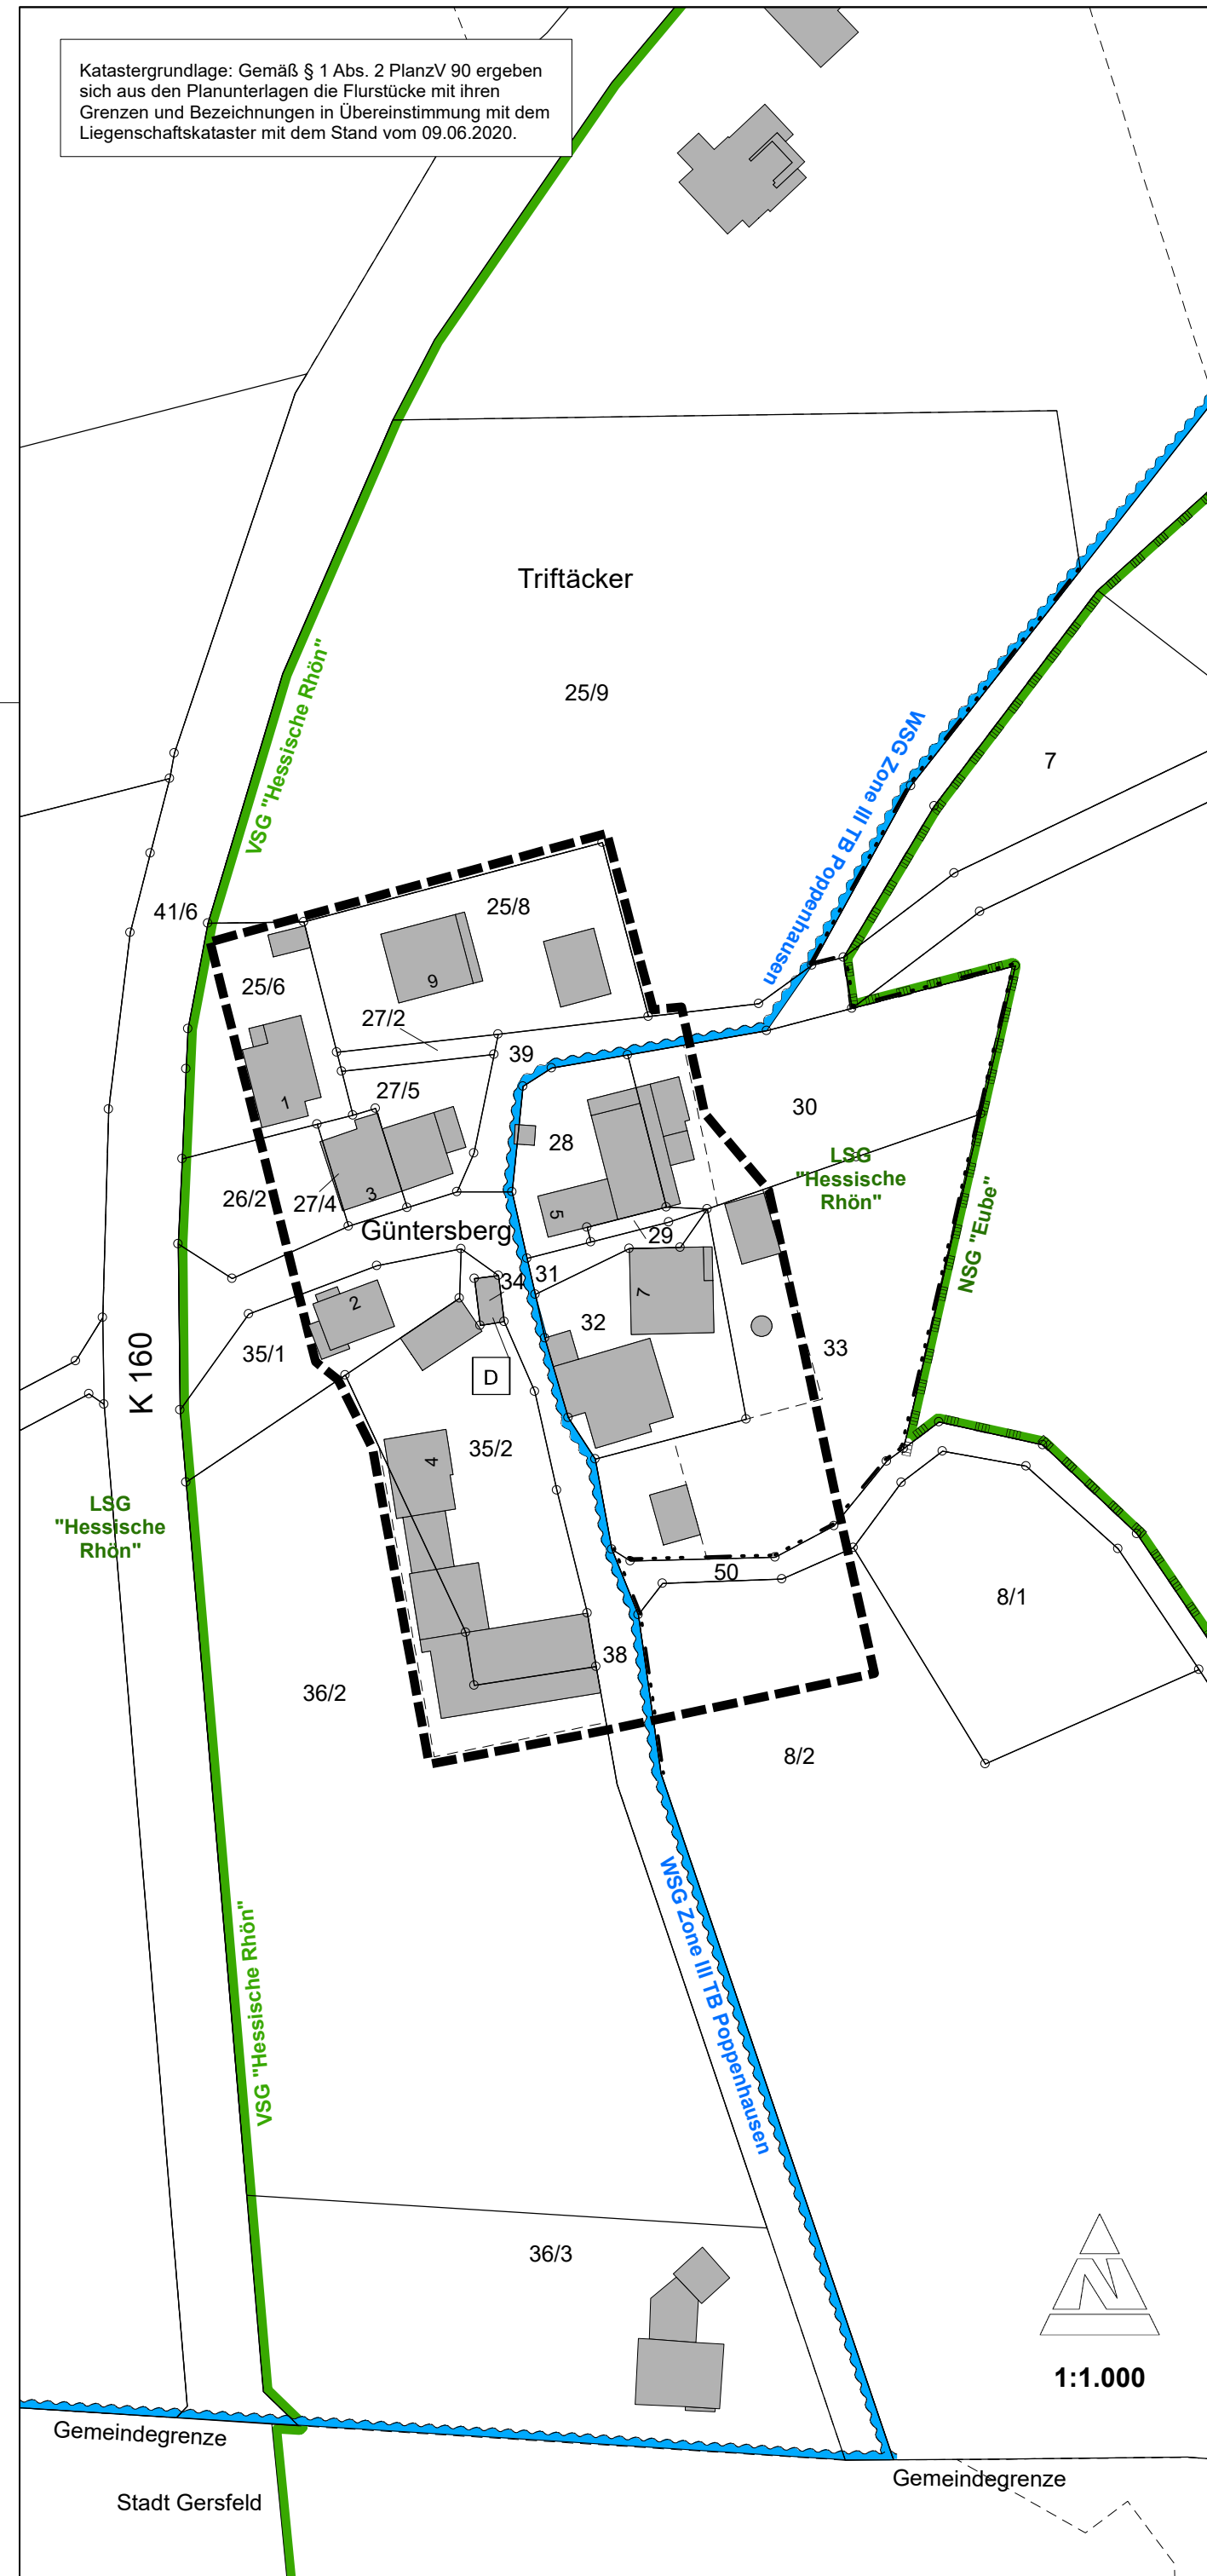 Katastergrundlage: Gemäß § 1 Abs. 2 PlanzV 90 ergeben
sich aus den Planunterlagen die Flurstücke mit ihren
Grenzen und Bezeichnungen in Übereinstimmung mit dem
Liegenschaftskataster mit dem Stand vom 09.06.2020.
Triftäcker
25/9
VSG "Hessische Rhön"
WSG Zone III TB Poppenhausen
7
41/6
25/8
9
25/6
27/2
39
1
27/5
30
28
LSG
"Hessische
Rhön"
26/2
27/4
3
5
Güntersberg
29
NSG "Eube"
31
34
7
2
32
K 160
35/1
33
D
35/2
4
LSG
"Hessische
Rhön"
50
8/1
38
36/2
8/2
WSG Zone III TB Poppenhausen
VSG "Hessische Rhön"
36/3
N
1:1.000
Gemeindegrenze
Gemeindegrenze
Stadt Gersfeld